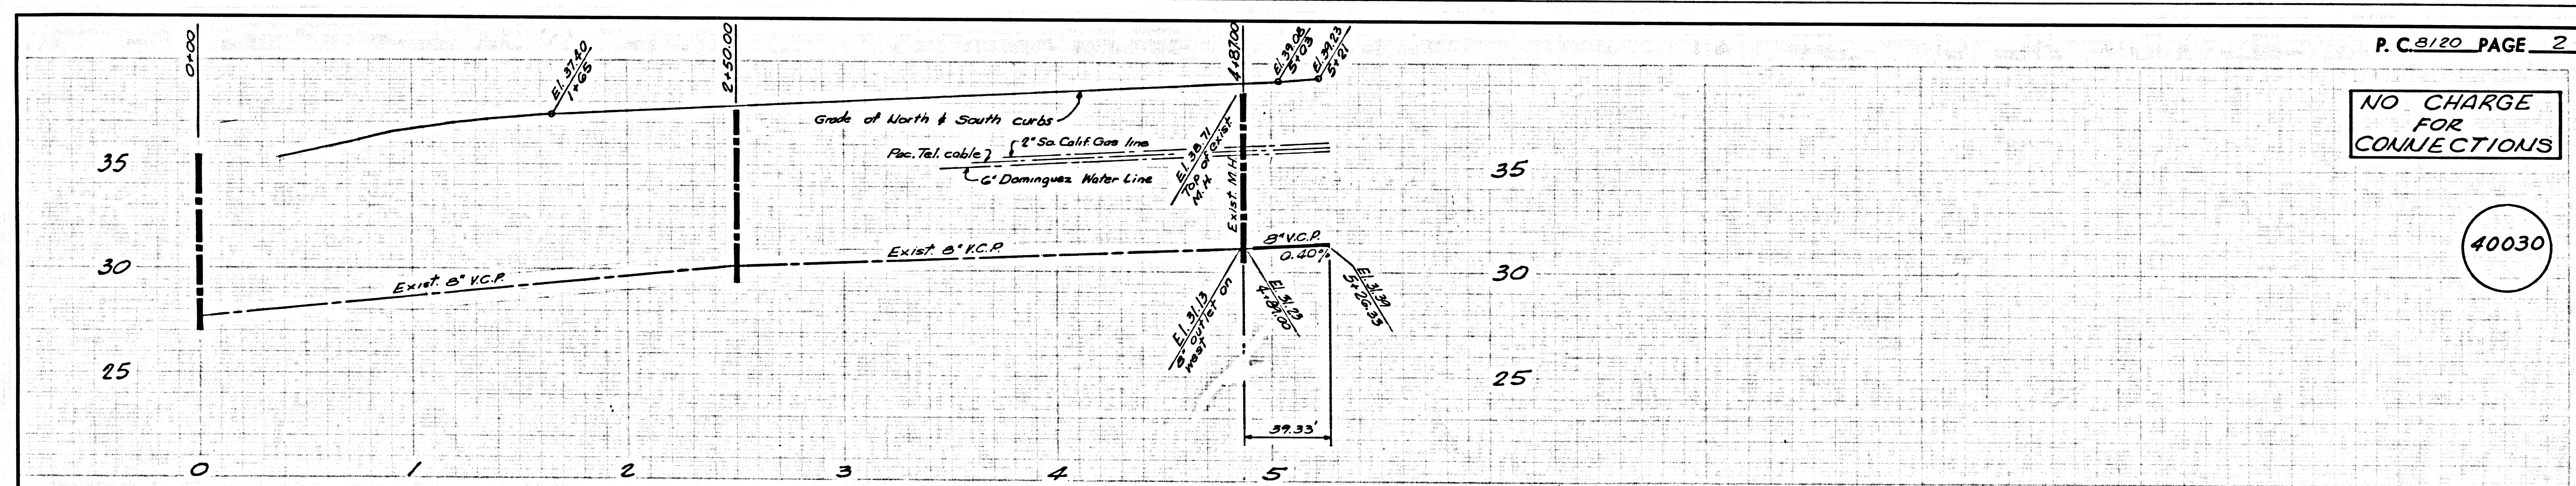 P. C. 8120 PAGE 2
NO CHARGE
FOR
CONNECTIONS
40030
0+00
El. 37.40
1+65
2+50.00
4+87.00
El. 39.08
5+03
El. 39.23
5+21
Grade of North & South curbs
Pac. Tel. cable
2" So. Calif. Gas line
6" Dominguez Water Line
El. 38.71
Top of exist.
M.H
Exist. M.H.
35
35
30
30
25
25
Exist. 8" V.C.P.
Exist. 8" V.C.P.
8" V.C.P.
0.40%
El. 31.13
8" outlet on
west
El. 31.23
4+87.00
El. 31.39
5+26.33
39.33'
0
1
2
3
4
5